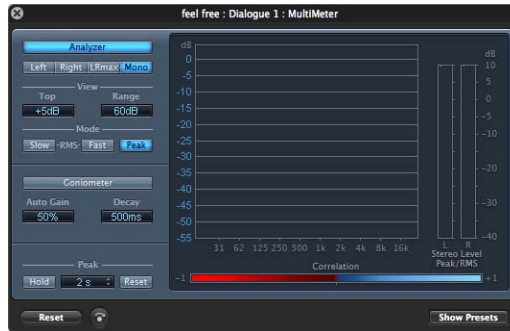 feel free : Dialogue 1 : MultiMeter
Analyzer
Left Right LRmax Mono
View
Top Range
+5dB 60dB
Mode
Slow -RMS- Fast Peak
Goniometer
Auto Gain Decay
50% 500ms
Peak
Hold 2 s Reset
dB
0
-5
-10
-15
-20
-25
-30
-35
-40
-45
-50
-55
31 62 125 250 500 1k 2k 4k 8k 16k
dB
10
5
0
-5
-10
-20
-30
-40
L R
Stereo Level
Peak/RMS
Correlation
-1 +1
Reset
Show Presets